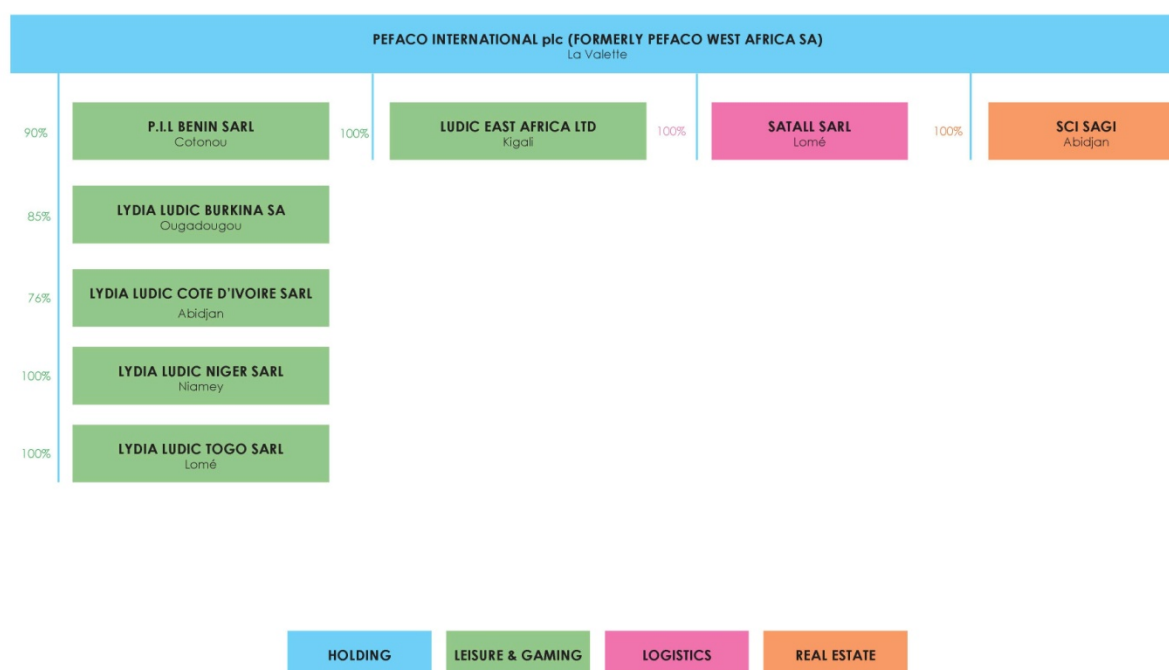 PEFACO INTERNATIONAL plc (FORMERLY PEFACO WEST AFRICA SA)
La Valette
90%
P.I.L BENIN SARL
Cotonou
100%
LUDIC EAST AFRICA LTD
Kigali
100%
SATALL SARL
Lomé
100%
SCI SAGI
Abidjan
85%
LYDIA LUDIC BURKINA SA
Ougadougou
76%
LYDIA LUDIC COTE D'IVOIRE SARL
Abidjan
100%
LYDIA LUDIC NIGER SARL
Niamey
100%
LYDIA LUDIC TOGO SARL
Lomé
HOLDING
LEISURE & GAMING
LOGISTICS
REAL ESTATE